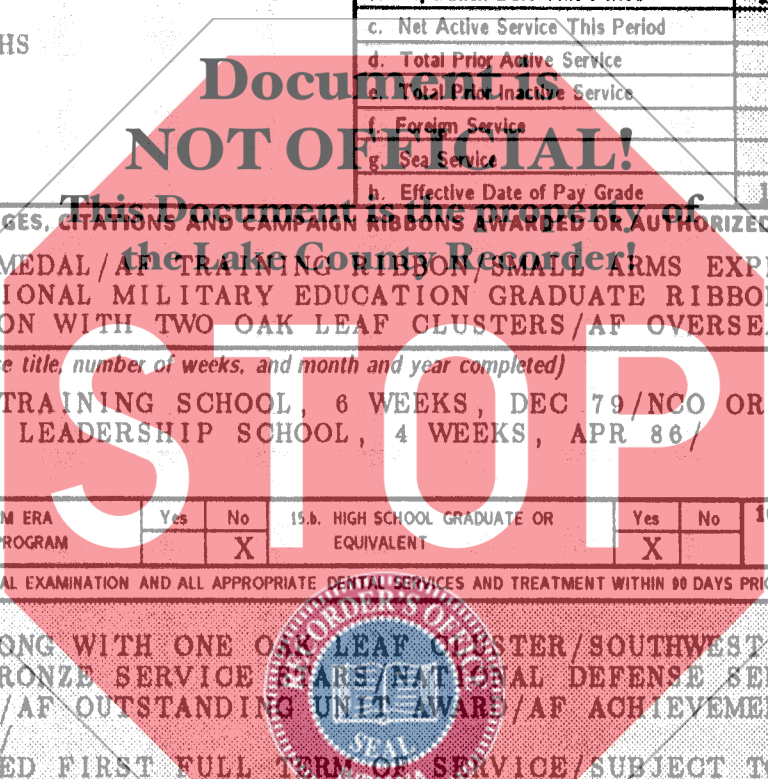 c. Net Active Service This Period
HS
d. Total Prior Active Service
Document is
e. Total Prior Inactive Service
f. Foreign Service
NOT OFFICIAL!
g. Sea Service
h. Effective Date of Pay Grade
This Document is the property of
GES, CITATIONS AND CAMPAIGN RIBBONS AWARDED OR AUTHORIZED
the Lake County Recorder!
MEDAL/AF TRAINING RIBBON/SMALL ARMS EXP
IONAL MILITARY EDUCATION GRADUATE RIBBO
ON WITH TWO OAK LEAF CLUSTERS/AF OVERSE
STOP
title, number of weeks, and month and year completed)
TRAINING SCHOOL, 6 WEEKS, DEC 79/NCO OR
LEADERSHIP SCHOOL, 4 WEEKS, APR 86/
M ERA Yes No 15.b. HIGH SCHOOL GRADUATE OR Yes No
ROGRAM X EQUIVALENT X
AL EXAMINATION AND ALL APPROPRIATE DENTAL SERVICES AND TREATMENT WITHIN 90 DAYS PRIO
RECORDER'S OFFICE
ONG WITH ONE OAK LEAF CLUSTER/SOUTHWEST
RONZE SERVICE STARS/NATIONAL DEFENSE SE
/AF OUTSTANDING UNIT AWARD/AF ACHIEVEME
/
SEAL
ED FIRST FULL TERM OF SERVICE/SUBJECT TO